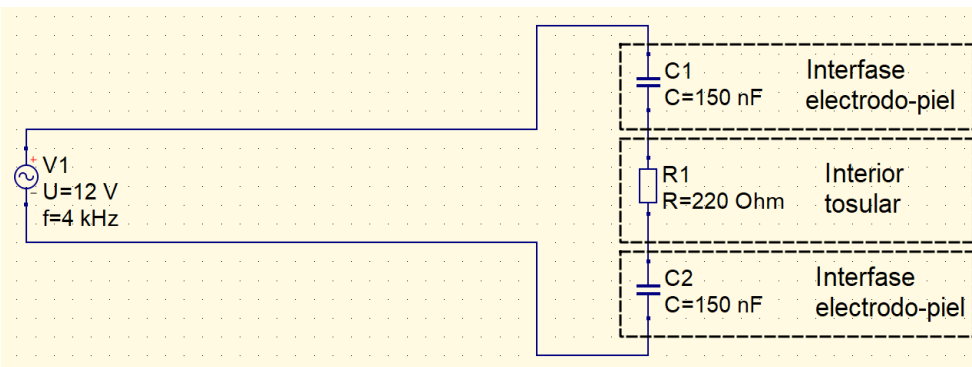 C1
C=150 nF
Interfase
electrodo-piel
+
V1
-
U=12 V
f=4 kHz
R1
R=220 Ohm
Interior
tosular
C2
C=150 nF
Interfase
electrodo-piel